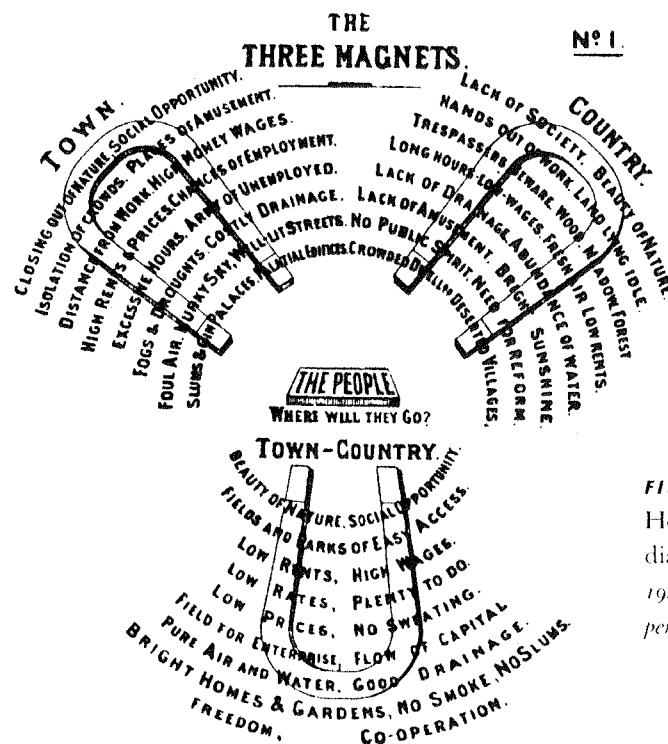 THE
THREE MAGNETS.
Nº 1.
TOWN.
CLOSING OUT OF NATURE. SOCIAL OPPORTUNITY.
ISOLATION OF CROWDS. PLACES OF AMUSEMENT.
DISTANCE FROM WORK. HIGH MONEY WAGES.
HIGH RENTS & PRICES. CHANCES OF EMPLOYMENT.
EXCESSIVE HOURS. ARMY OF UNEMPLOYED.
FOGS & DROUGHTS. COSTLY DRAINAGE.
FOUL AIR. MURKY SKY. WELL-LIT STREETS.
SLUMS & GIN PALACES. PALATIAL EDIFICES.
COUNTRY.
LACK OF SOCIETY. BEAUTY OF NATURE.
HANDS OUT OF WORK. LAND LYING IDLE.
TRESPASSERS BEWARE. WOOD, MEADOW, FOREST
LONG HOURS-LOW WAGES. FRESH AIR. LOW RENTS.
LACK OF DRAINAGE. ABUNDANCE OF WATER.
LACK OF AMUSEMENT. BRIGHT SUNSHINE.
NO PUBLIC SPIRIT. NEED FOR REFORM.
CROWDED DESERTED VILLAGES.
THE PEOPLE
WHERE WILL THEY GO?
TOWN-COUNTRY.
BEAUTY OF NATURE. SOCIAL OPPORTUNITY.
FIELDS AND PARKS OF EASY ACCESS.
LOW RENTS, HIGH WAGES.
LOW RATES, PLENTY TO DO.
LOW PRICES, NO SWEATING.
FIELD FOR ENTERPRISE, FLOW OF CAPITAL
PURE AIR AND WATER. GOOD DRAINAGE.
BRIGHT HOMES & GARDENS, NO SMOKE, NO SLUMS.
FREEDOM, CO-OPERATION.